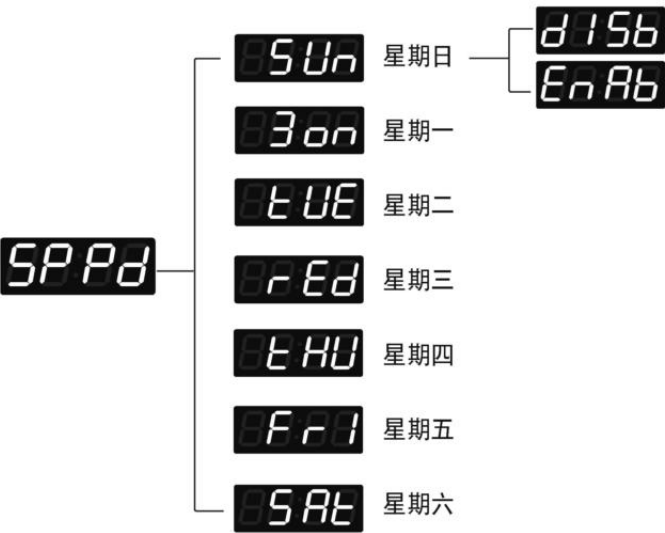 dISb
SUn 星期日
EnAb
3on 星期一
tUE 星期二
SPPd
rEd 星期三
tHU 星期四
FrI 星期五
SAt 星期六